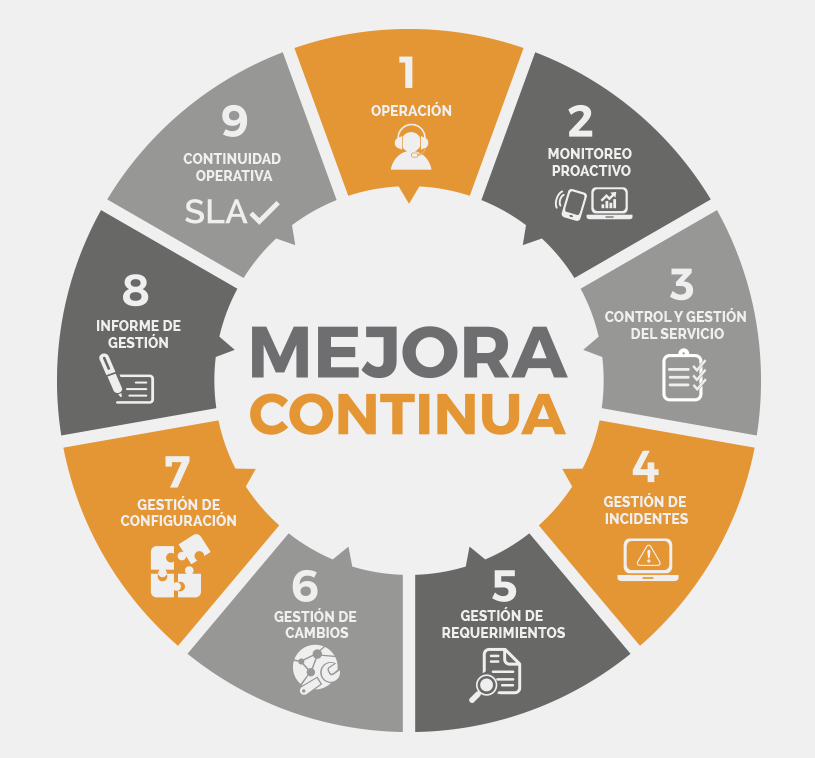 1
OPERACIÓN
2
MONITOREO
PROACTIVO
3
CONTROL Y GESTIÓN
DEL SERVICIO
4
GESTIÓN DE
INCIDENTES
5
GESTIÓN DE
REQUERIMIENTOS
6
GESTIÓN DE
CAMBIOS
7
GESTIÓN DE
CONFIGURACIÓN
8
INFORME DE
GESTIÓN
9
CONTINUIDAD
OPERATIVA
SLA
MEJORA
CONTINUA